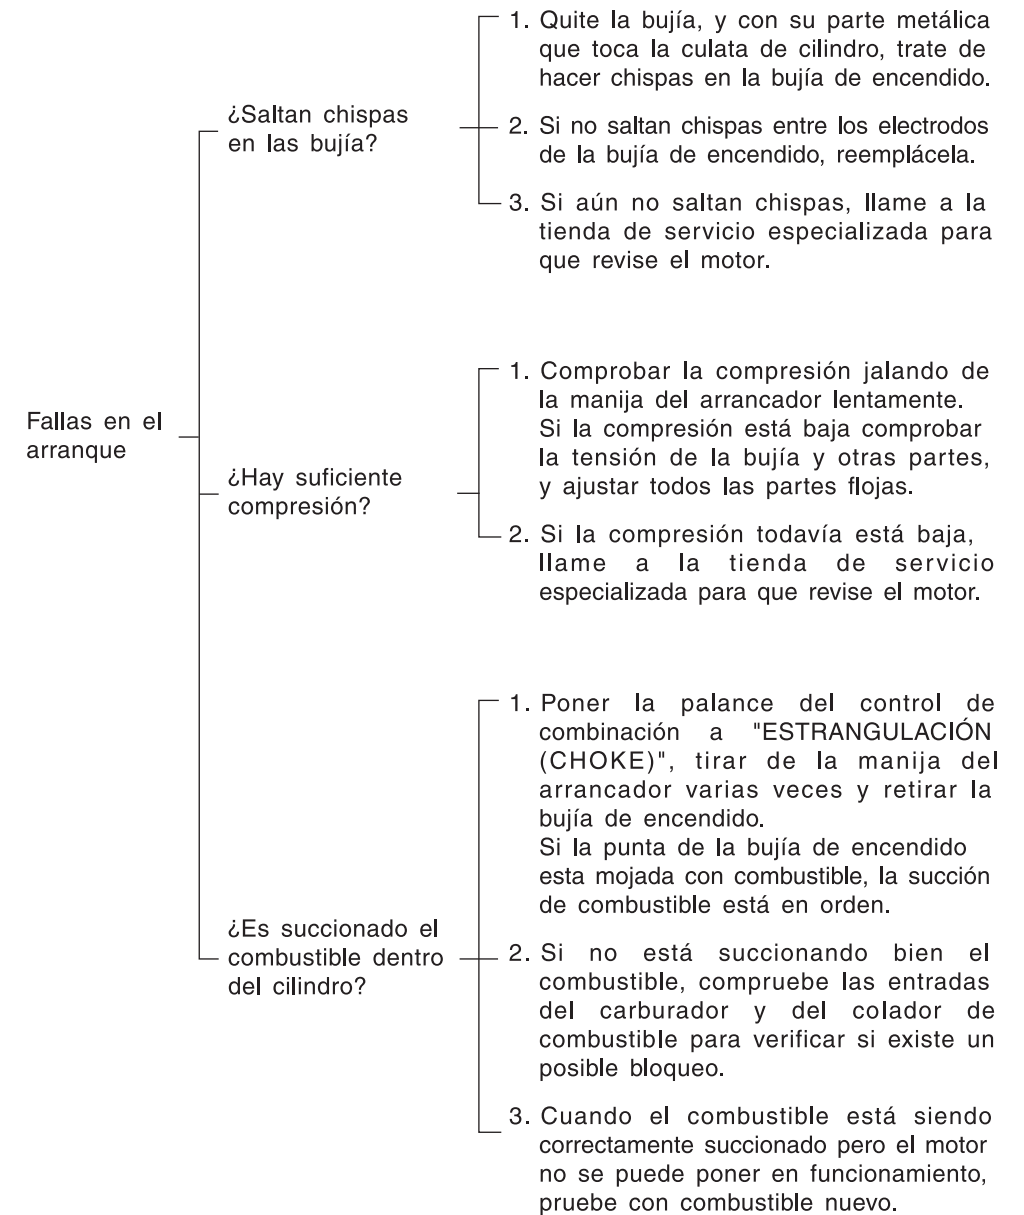 Fallas en el
arranque
¿Saltan chispas
en las bujía?
1. Quite la bujía, y con su parte metálica
que toca la culata de cilindro, trate de
hacer chispas en la bujía de encendido.
2. Si no saltan chispas entre los electrodos
de la bujía de encendido, reemplácela.
3. Si aún no saltan chispas, llame a la
tienda de servicio especializada para
que revise el motor.
¿Hay suficiente
compresión?
1. Comprobar la compresión jalando de
la manija del arrancador lentamente.
Si la compresión está baja comprobar
la tensión de la bujía y otras partes,
y ajustar todos las partes flojas.
2. Si la compresión todavía está baja,
llame a la tienda de servicio
especializada para que revise el motor.
¿Es succionado el
combustible dentro
del cilindro?
1. Poner la palance del control de
combinación a "ESTRANGULACIÓN
(CHOKE)", tirar de la manija del
arrancador varias veces y retirar la
bujía de encendido.
Si la punta de la bujía de encendido
esta mojada con combustible, la succión
de combustible está en orden.
2. Si no está succionando bien el
combustible, compruebe las entradas
del carburador y del colador de
combustible para verificar si existe un
posible bloqueo.
3. Cuando el combustible está siendo
correctamente succionado pero el motor
no se puede poner en funcionamiento,
pruebe con combustible nuevo.